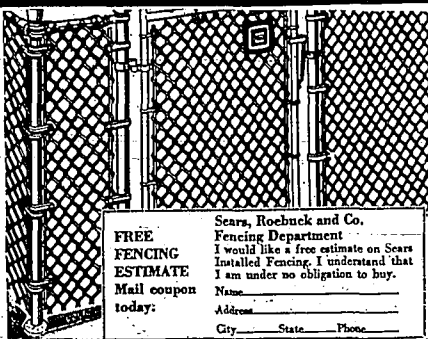 FREE
FENCING
ESTIMATE
Mail coupon
today:
Sears, Roebuck and Co.
Fencing Department
I would like a free estimate on Sears
Installed Fencing. I understand that
I am under no obligation to buy.
Name
Address
City State Phone